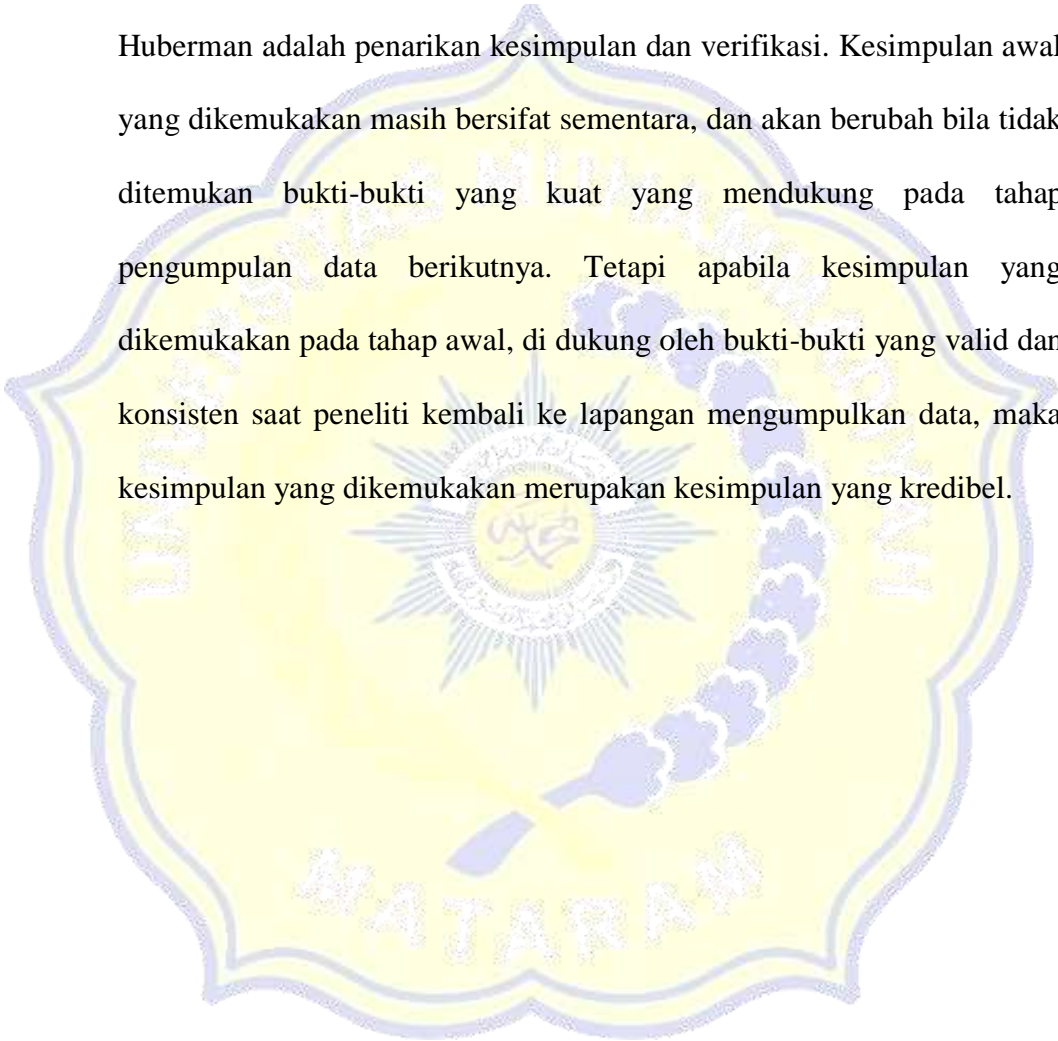 Huberman adalah penarikan kesimpulan dan verifikasi. Kesimpulan awal
yang dikemukakan masih bersifat sementara, dan akan berubah bila tidak
ditemukan bukti-bukti yang kuat yang mendukung pada tahap
pengumpulan data berikutnya. Tetapi apabila kesimpulan yang
dikemukakan pada tahap awal, di dukung oleh bukti-bukti yang valid dan
konsisten saat peneliti kembali ke lapangan mengumpulkan data, maka
kesimpulan yang dikemukakan merupakan kesimpulan yang kredibel.
UNIVERSITAS MUHAMMADIYAH
MATARAM